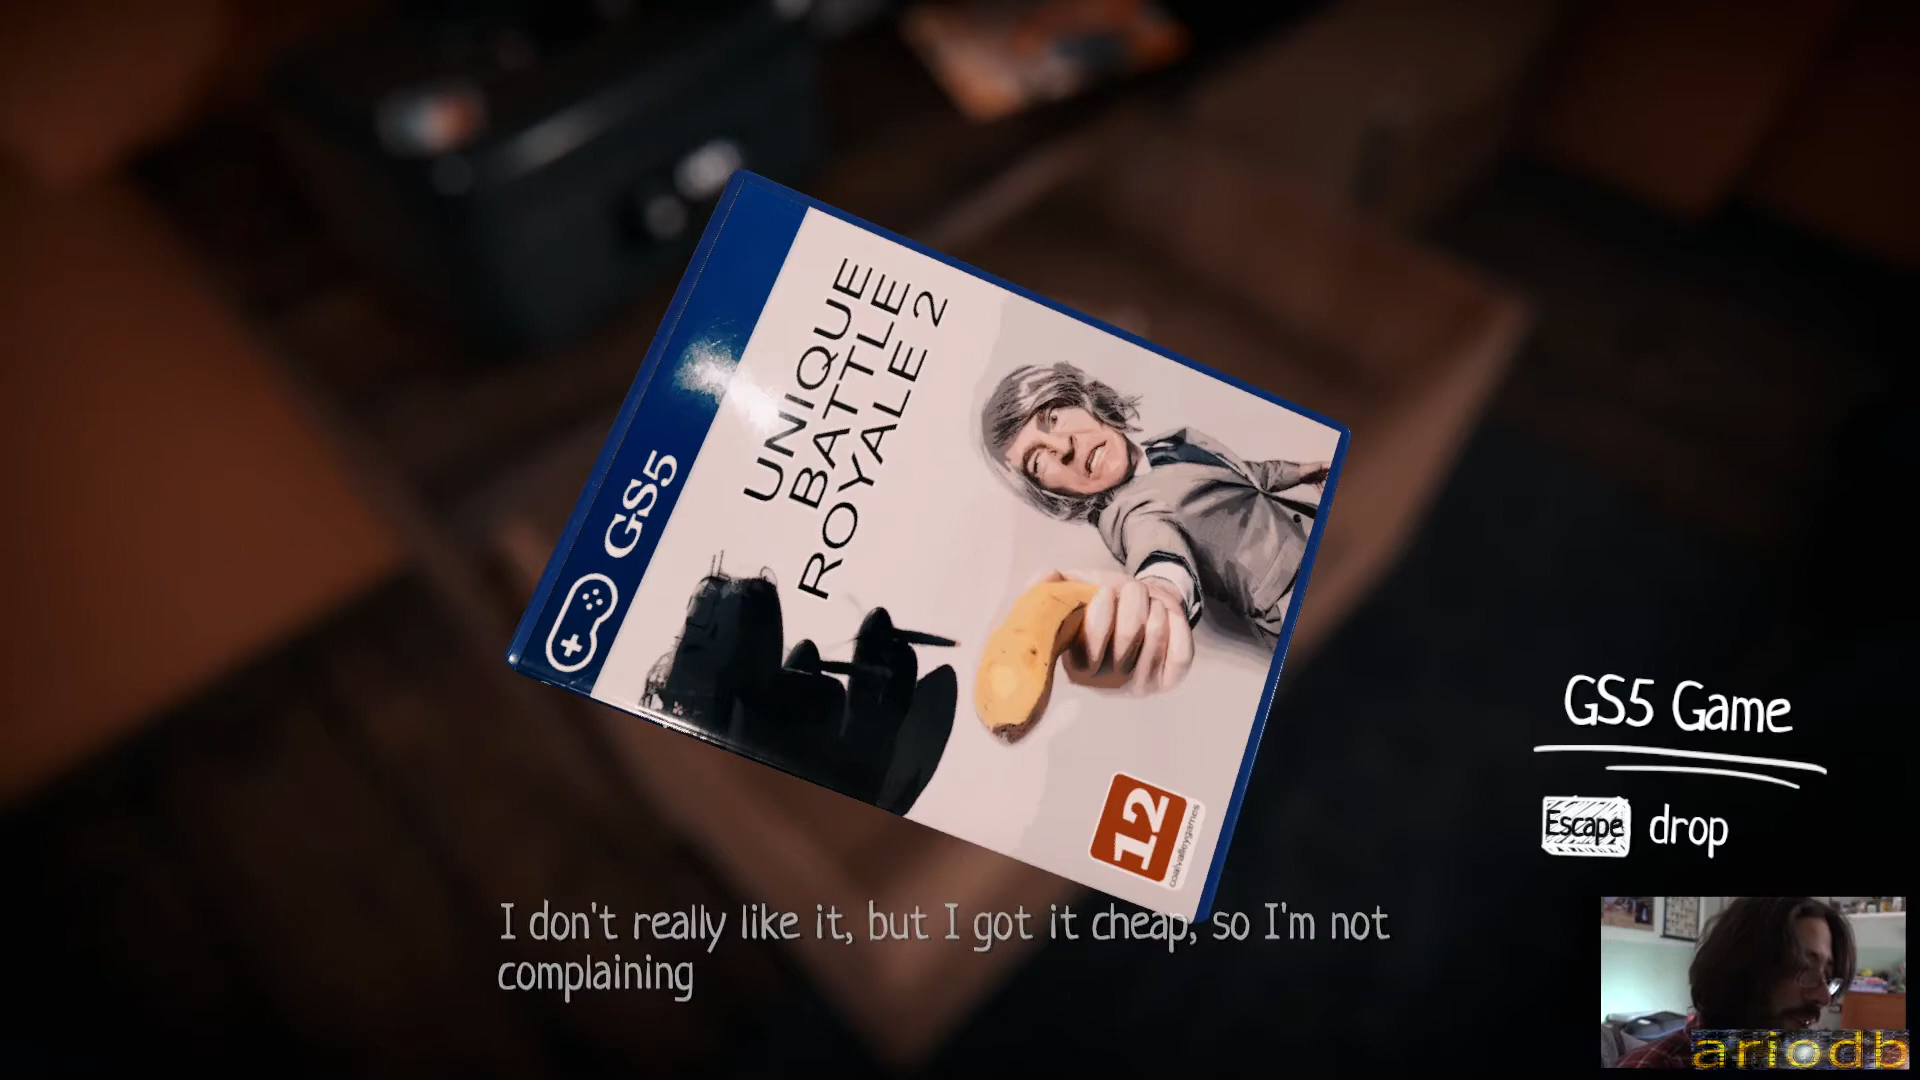 GS5
UNIQUE
BATTLE
ROYALE 2
12
coalvalleygames
GS5 Game
Escape drop
I don't really like it, but I got it cheap, so I'm not
complaining
ariodb